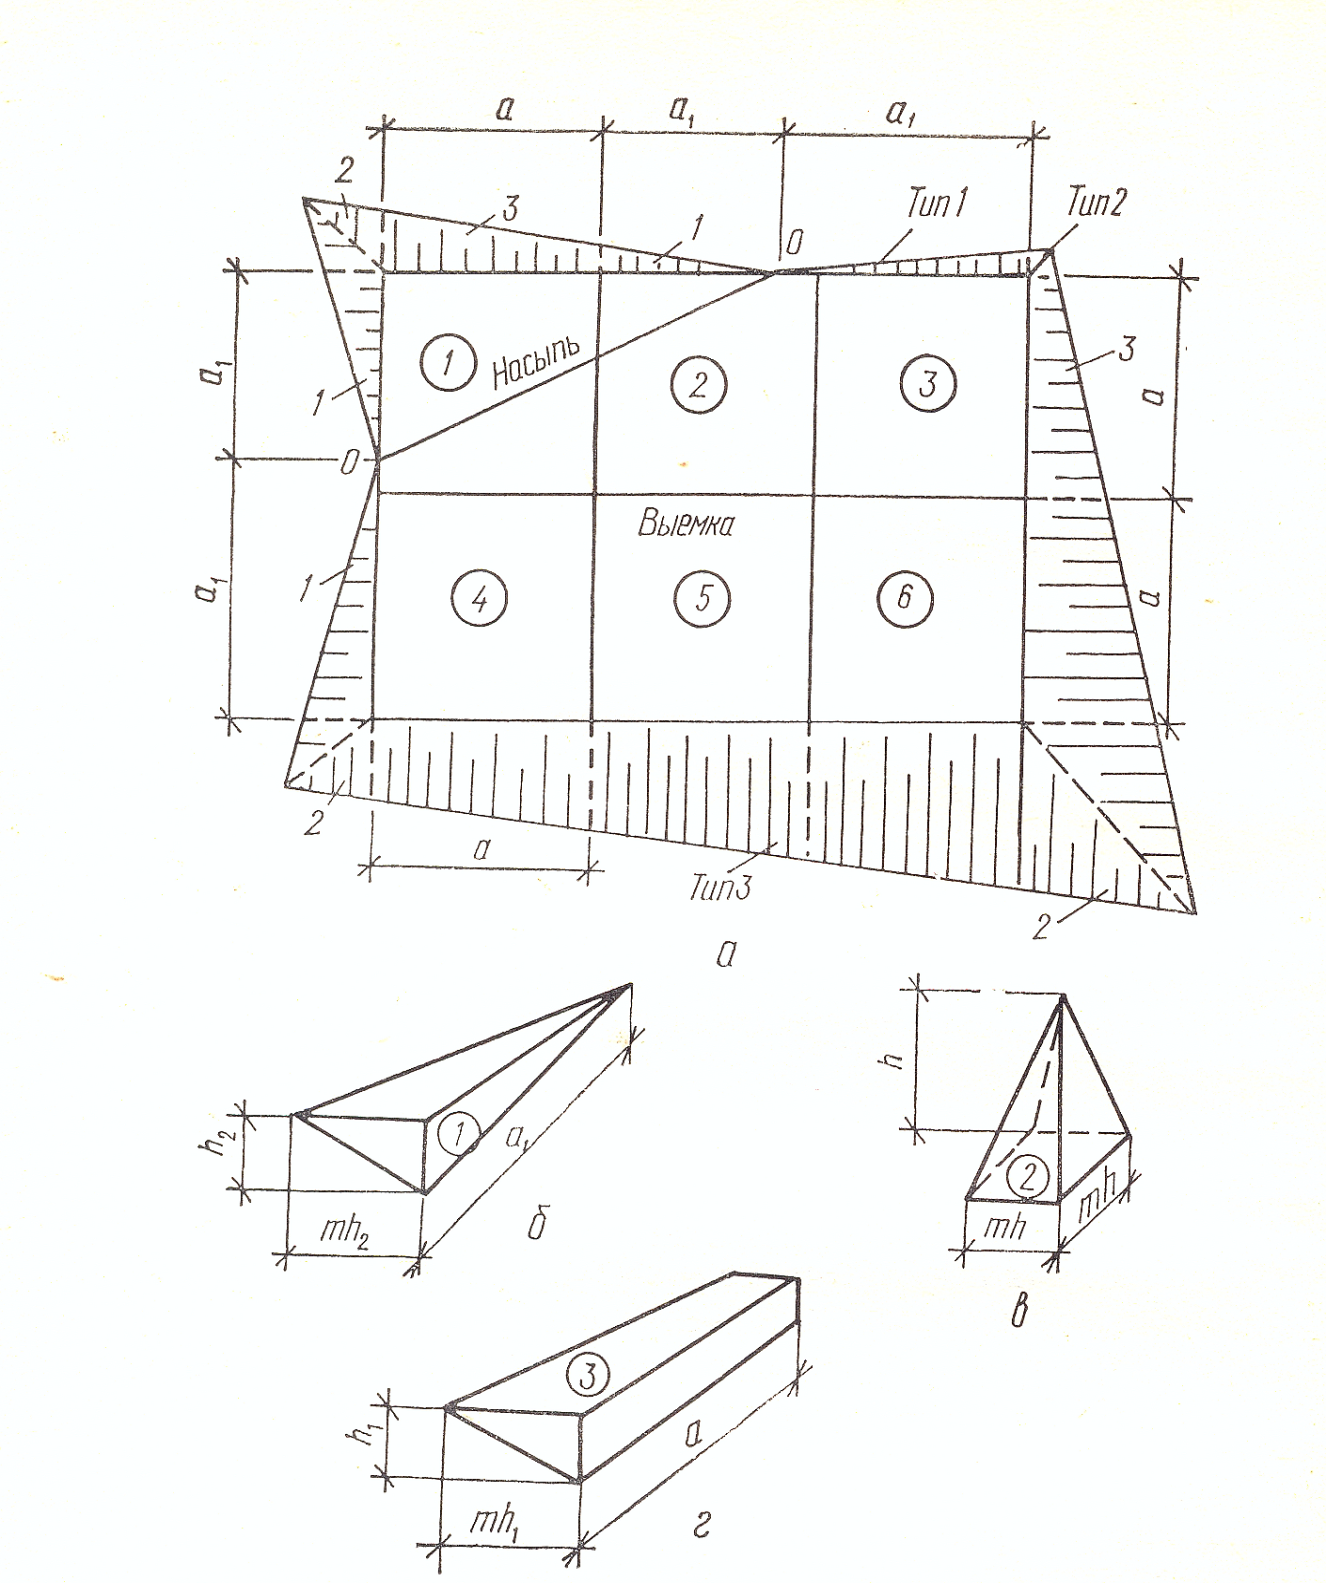 a a₁ a₁
2 3 1 0 Тип1 Тип2
a₁ 1 Насыпь 2 3 3 a
1
0
Выемка
a₁ 1 4 5 6 a
2 a Тип3 2
а
h₂ 1 a₁ h 2
mh₂ б mh mh
в
h₁ 3 a
mh₁ г